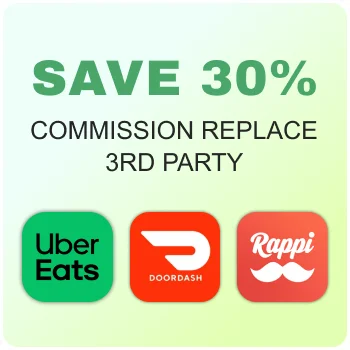 SAVE 30%
COMMISSION REPLACE
3RD PARTY
Uber
Eats
DOORDASH
Rappi